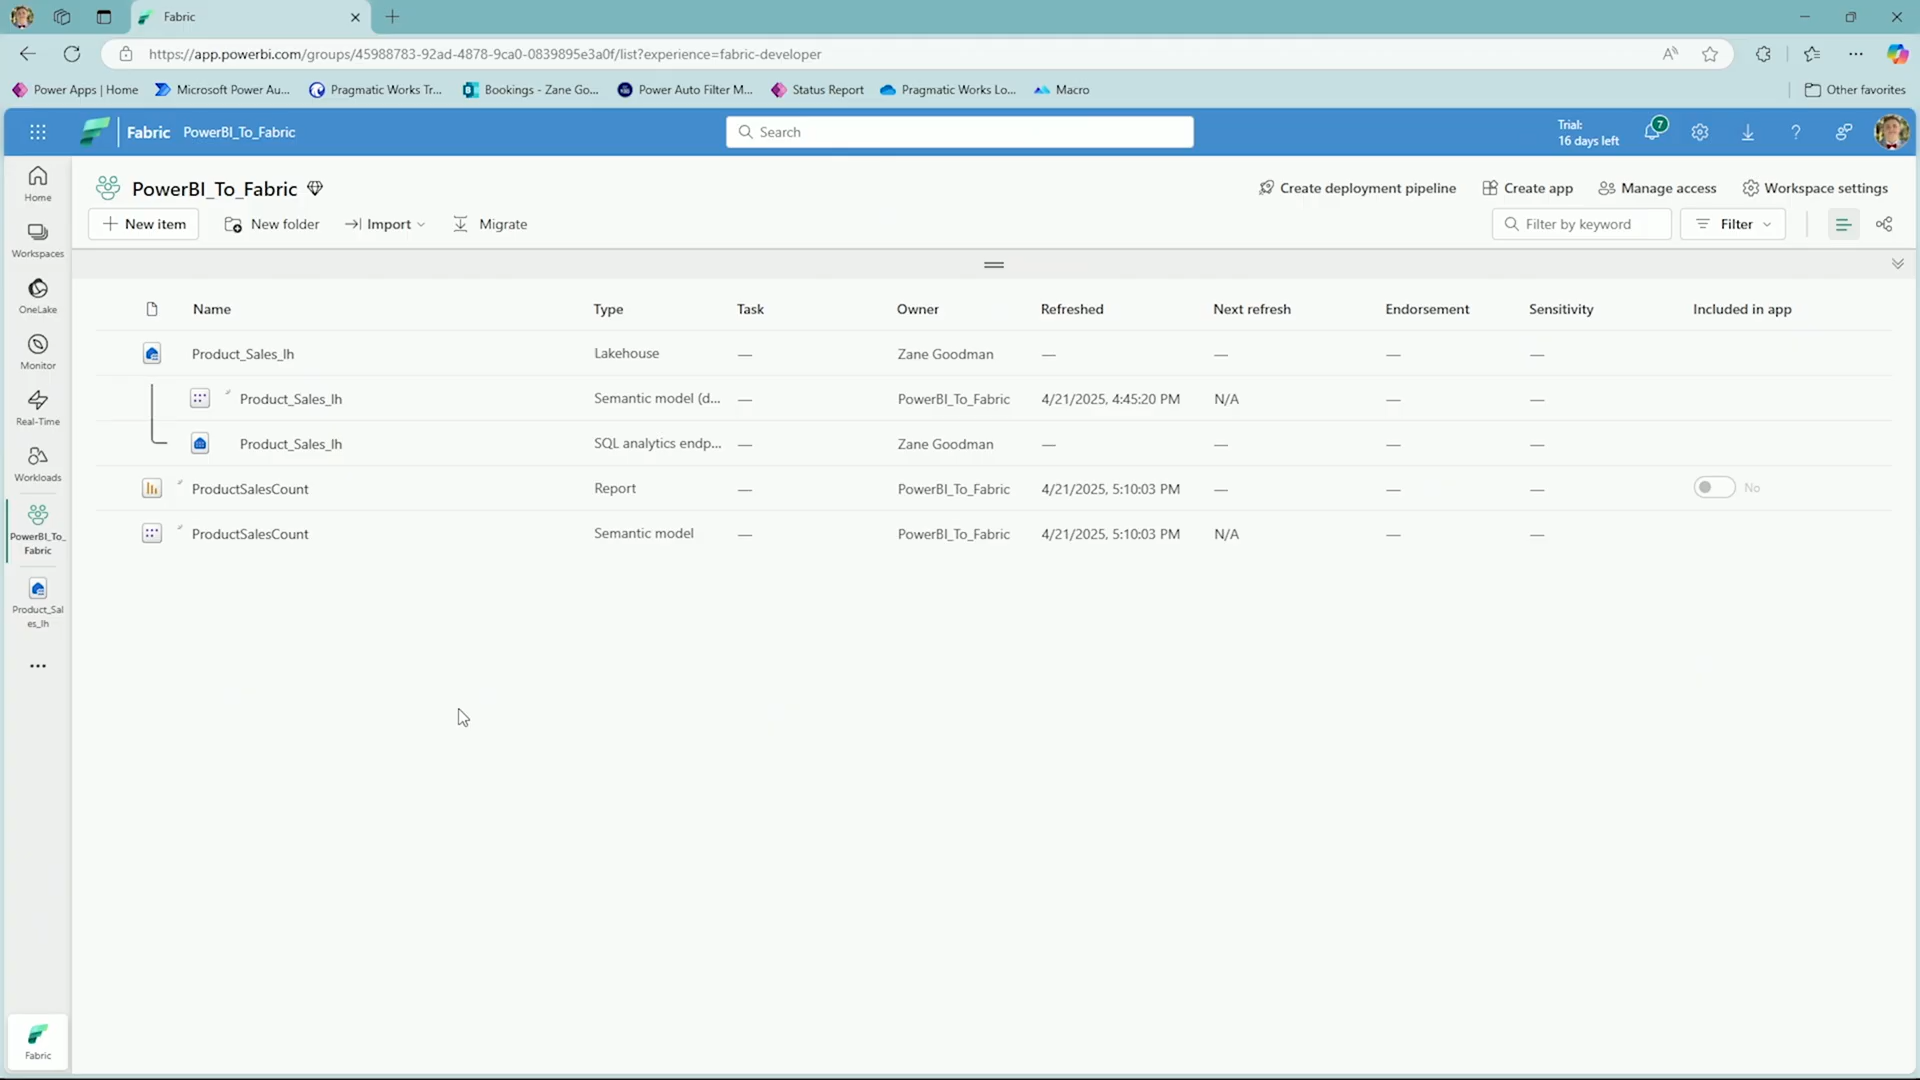 Fabric
https://app.powerbi.com/groups/45988783-92ad-4878-9ca0-0839895e3a0f/list?experience=fabric-developer
Power Apps | Home Microsoft Power Au... Pragmatic Works Tr... Bookings - Zane Go... Power Auto Filter M... Status Report Pragmatic Works Lo... Macro Other favorites
Fabric PowerBI_To_Fabric Search Trial: 16 days left 7 ?
PowerBI_To_Fabric Create deployment pipeline Create app Manage access Workspace settings
New item New folder Import Migrate Filter by keyword Filter
Name Type Task Owner Refreshed Next refresh Endorsement Sensitivity Included in app
Product_Sales_lh Lakehouse — Zane Goodman — — — —
Product_Sales_lh Semantic model (d... — PowerBI_To_Fabric 4/21/2025, 4:45:20 PM N/A — —
Product_Sales_lh SQL analytics endp... — Zane Goodman — — — —
ProductSalesCount Report — PowerBI_To_Fabric 4/21/2025, 5:10:03 PM — — — No
ProductSalesCount Semantic model — PowerBI_To_Fabric 4/21/2025, 5:10:03 PM N/A — —
Home
Workspaces
OneLake
Monitor
Real-Time
Workloads
PowerBI_To_
Fabric
Product_Sal
es_lh
Fabric